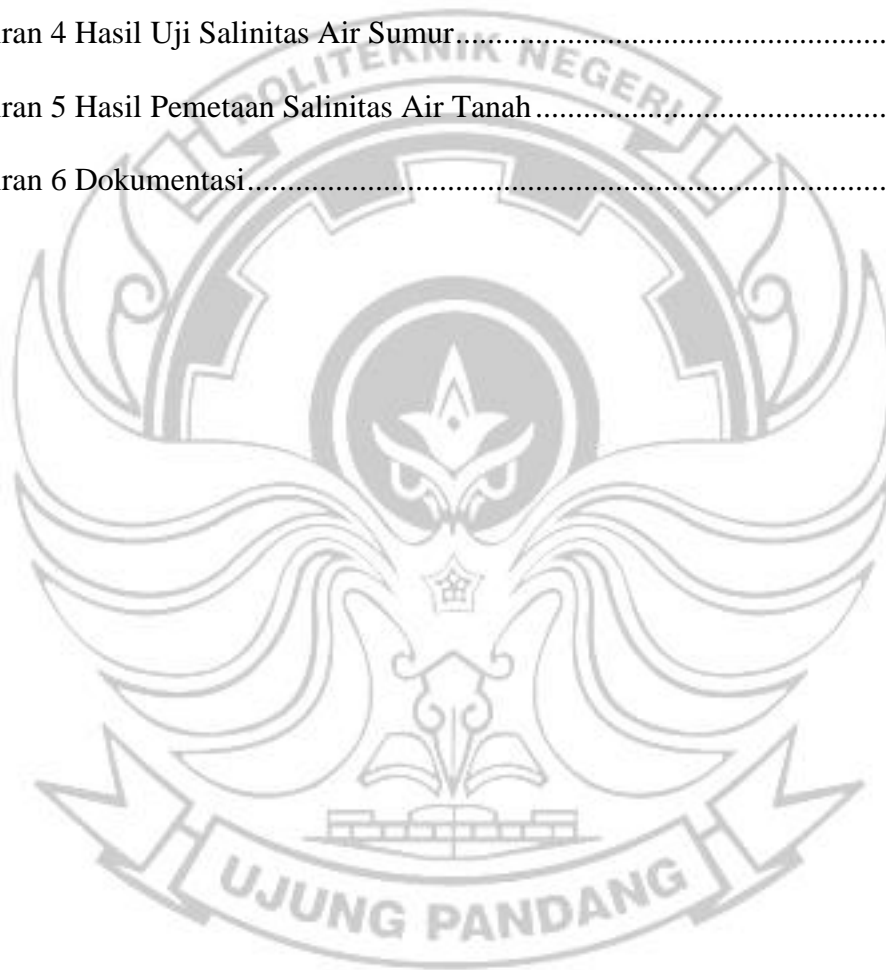 ran 4 Hasil Uji Salinitas Air Sumur....................................................
POLITEKNIK NEGERI
ran 5 Hasil Pemetaan Salinitas Air Tanah............................................
ran 6 Dokumentasi................................................................................
UJUNG PANDANG